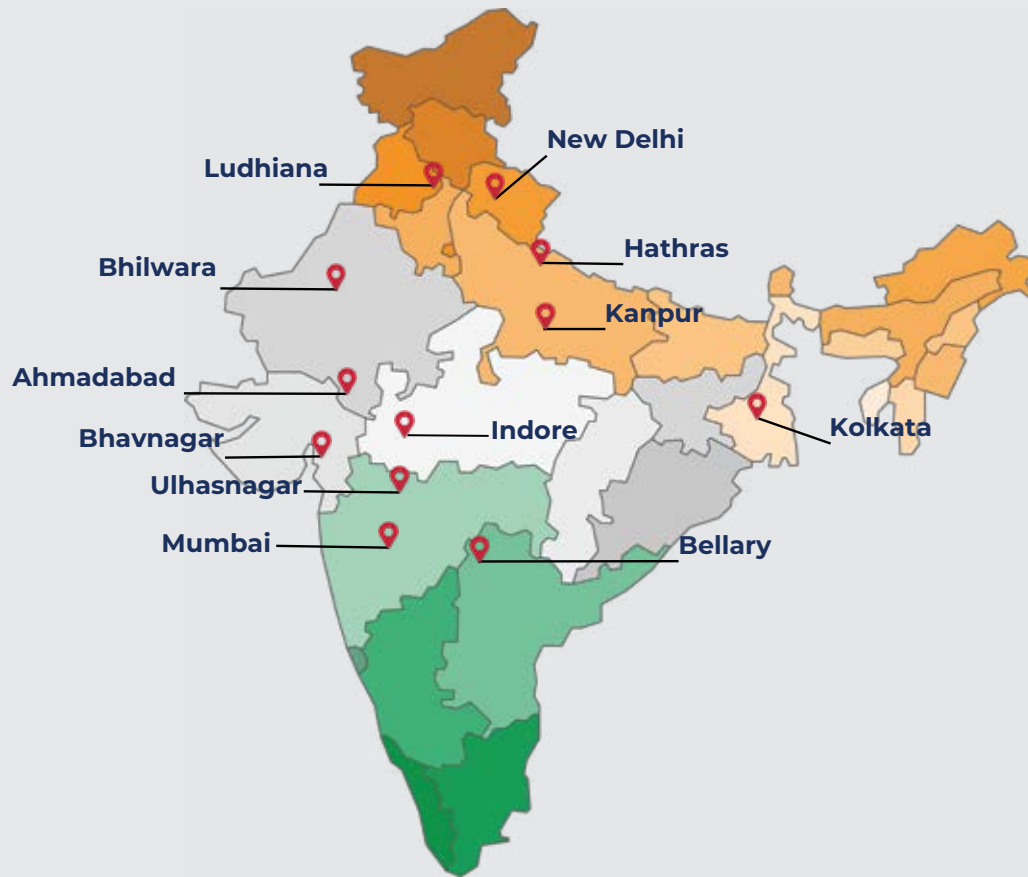 New Delhi
Ludhiana
Hathras
Bhilwara
Kanpur
Ahmadabad
Bhavnagar
Indore
Kolkata
Ulhasnagar
Mumbai
Bellary